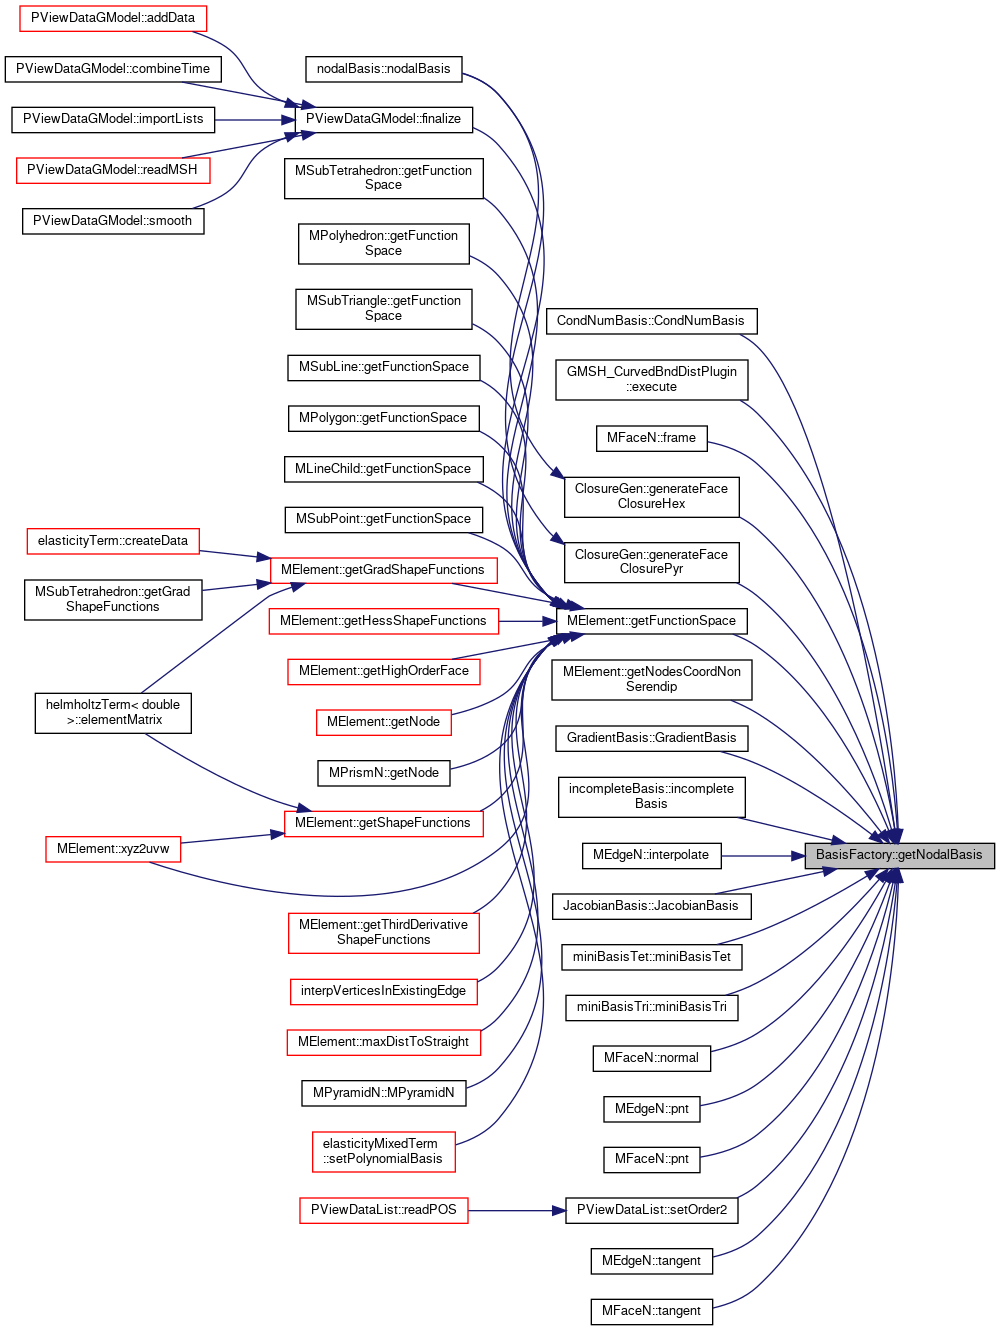 PViewDataGModel::addData
PViewDataGModel::combineTime
PViewDataGModel::importLists
PViewDataGModel::readMSH
PViewDataGModel::smooth
elasticityTerm::createData
MSubTetrahedron::getGrad
ShapeFunctions
helmholtzTerm< double
>::elementMatrix
MElement::xyz2uvw
nodalBasis::nodalBasis
PViewDataGModel::finalize
MSubTetrahedron::getFunction
Space
MPolyhedron::getFunction
Space
MSubTriangle::getFunction
Space
MSubLine::getFunctionSpace
MPolygon::getFunctionSpace
MLineChild::getFunctionSpace
MSubPoint::getFunctionSpace
MElement::getGradShapeFunctions
MElement::getHessShapeFunctions
MElement::getHighOrderFace
MElement::getNode
MPrismN::getNode
MElement::getShapeFunctions
MElement::getThirdDerivative
ShapeFunctions
interpVerticesInExistingEdge
MElement::maxDistToStraight
MPyramidN::MPyramidN
elasticityMixedTerm
::setPolynomialBasis
PViewDataList::readPOS
CondNumBasis::CondNumBasis
GMSH_CurvedBndDistPlugin
::execute
MFaceN::frame
ClosureGen::generateFace
ClosureHex
ClosureGen::generateFace
ClosurePyr
MElement::getFunctionSpace
MElement::getNodesCoordNon
Serendip
GradientBasis::GradientBasis
incompleteBasis::incomplete
Basis
MEdgeN::interpolate
JacobianBasis::JacobianBasis
miniBasisTet::miniBasisTet
miniBasisTri::miniBasisTri
MFaceN::normal
MEdgeN::pnt
MFaceN::pnt
PViewDataList::setOrder2
MEdgeN::tangent
MFaceN::tangent
BasisFactory::getNodalBasis